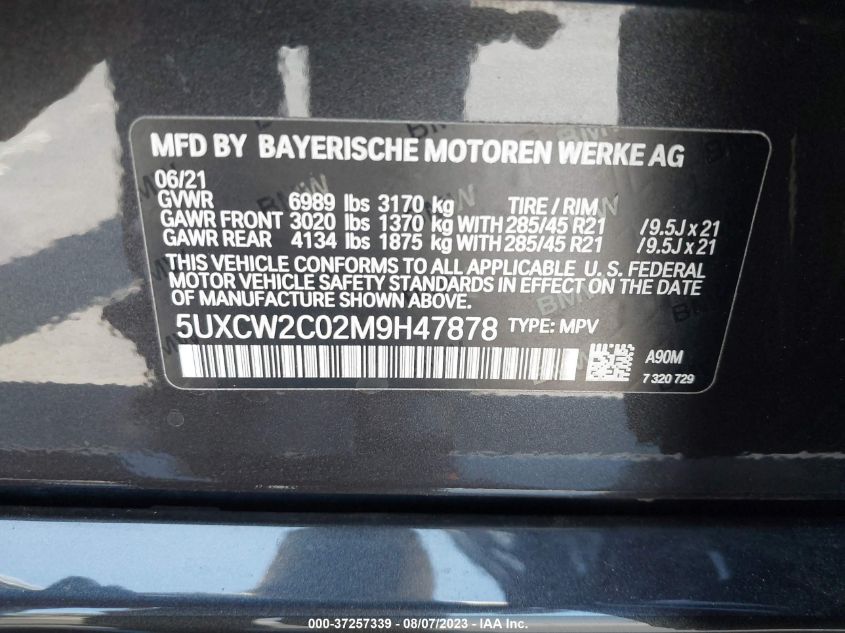 MFD BY BAYERISCHE MOTOREN WERKE AG
06/21
GVWR 6989 lbs 3170 kg TIRE / RIM
GAWR FRONT 3020 lbs 1370 kg WITH 285/45 R21 /9.5J x 21
GAWR REAR 4134 lbs 1875 kg WITH 285/45 R21 /9.5J x 21
THIS VEHICLE CONFORMS TO ALL APPLICABLE U. S. FEDERAL
MOTOR VEHICLE SAFETY STANDARDS IN EFFECT ON THE DATE
OF MANUFACTURE SHOWN ABOVE.
5UXCW2C02M9H47878 TYPE: MPV
A90M
7 320 729
000-37257339 - 08/07/2023 - IAA Inc.